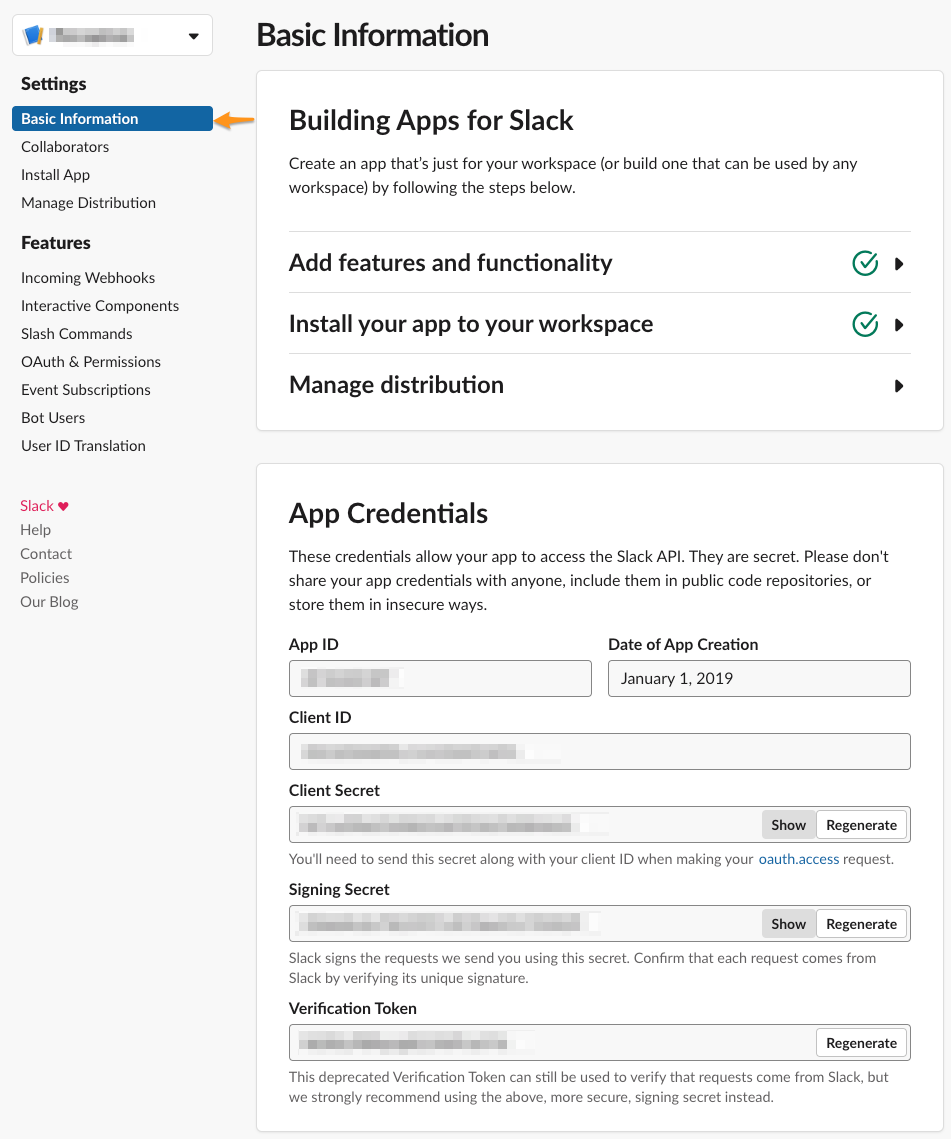 Basic Information
Settings
Basic Information
Collaborators
Install App
Manage Distribution
Features
Incoming Webhooks
Interactive Components
Slash Commands
OAuth & Permissions
Event Subscriptions
Bot Users
User ID Translation
Slack ♥
Help
Contact
Policies
Our Blog
Building Apps for Slack
Create an app that's just for your workspace (or build one that can be used by any
workspace) by following the steps below.
Add features and functionality
Install your app to your workspace
Manage distribution
App Credentials
These credentials allow your app to access the Slack API. They are secret. Please don't
share your app credentials with anyone, include them in public code repositories, or
store them in insecure ways.
App ID
Date of App Creation
January 1, 2019
Client ID
Client Secret
Show Regenerate
You'll need to send this secret along with your client ID when making your oauth.access request.
Signing Secret
Show Regenerate
Slack signs the requests we send you using this secret. Confirm that each request comes from
Slack by verifying its unique signature.
Verification Token
Regenerate
This deprecated Verification Token can still be used to verify that requests come from Slack, but
we strongly recommend using the above, more secure, signing secret instead.